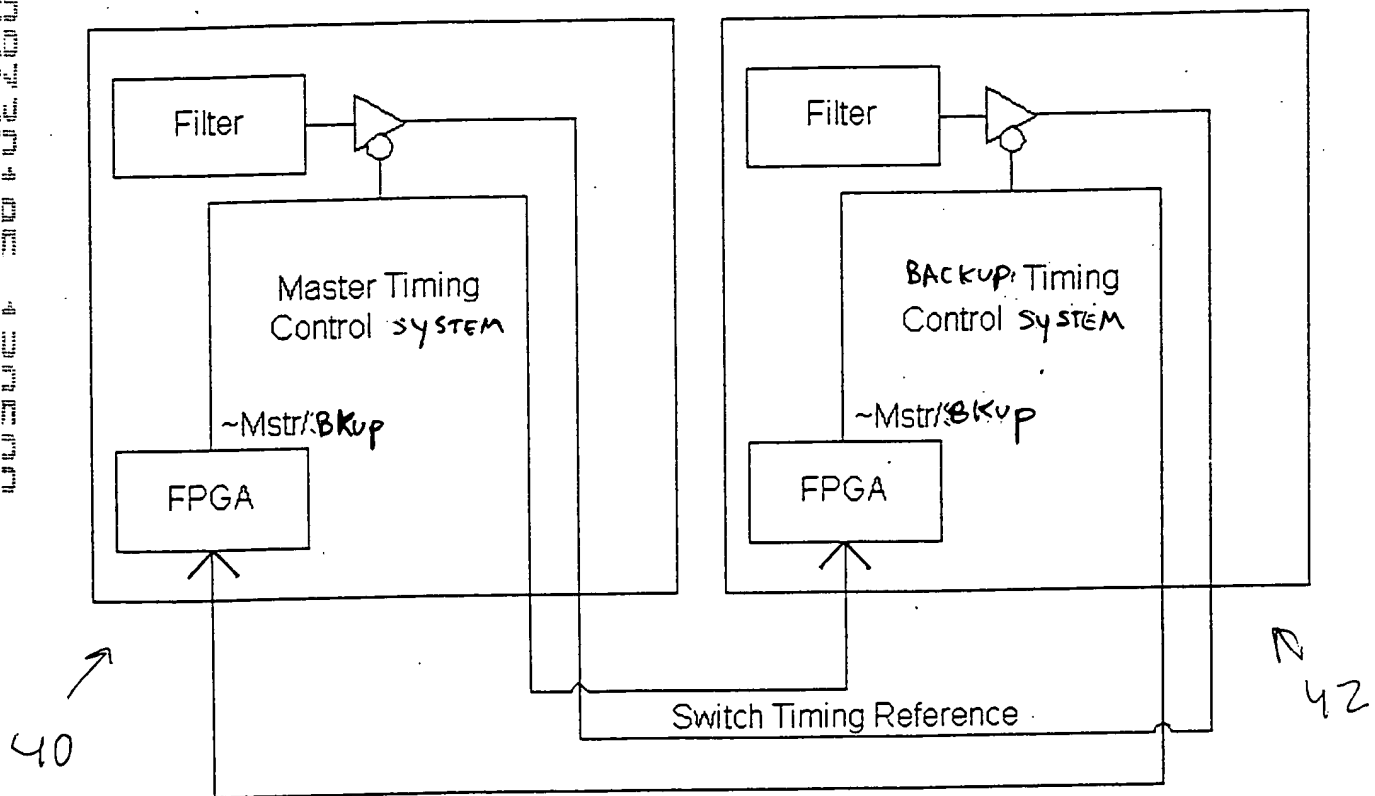 Filter
Filter
Master Timing
Control SYSTEM
BACKUP Timing
Control SYSTEM
~Mstr/BKup
~Mstr/BKup
FPGA
FPGA
Switch Timing Reference
40
42